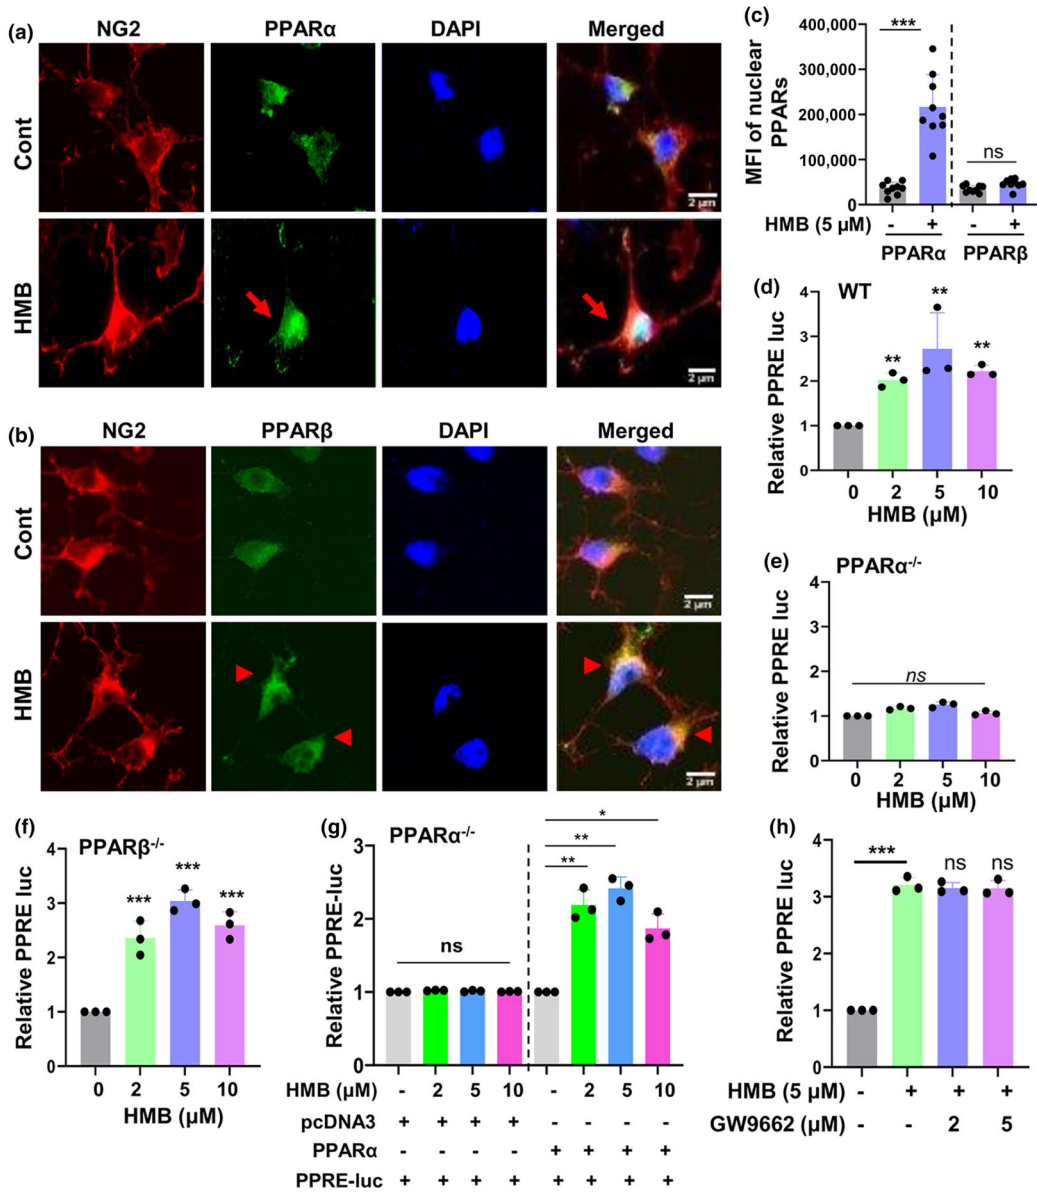 (a)
NG2 PPARα DAPI Merged
Cont
2 µm
HMB
2 µm
(b)
NG2 PPARβ DAPI Merged
Cont
2 µm
HMB
2 µm
(c)
MFI of nuclear
PPARs
400,000
300,000
200,000
100,000
0
***
ns
HMB (5 µM) - + - +
PPARα PPARβ
(d)
WT
Relative PPRE luc
4
3
2
1
0
** ** **
0 2 5 10
HMB (µM)
(e)
PPARα-/-
Relative PPRE luc
4
3
2
1
0
ns
0 2 5 10
HMB (µM)
(f)
PPARβ-/-
Relative PPRE luc
4
3
2
1
0
*** *** ***
0 2 5 10
HMB (µM)
(g)
PPARα-/-
Relative PPRE-luc
3
2
1
0
ns
*
**
**
HMB (µM) - 2 5 10 - 2 5 10
pcDNA3 + + + + - - - -
PPARα - - - - + + + +
PPRE-luc + + + + + + + +
(h)
Relative PPRE luc
4
3
2
1
0
*** ns ns
HMB (5 µM) - + + +
GW9662 (µM) - - 2 5